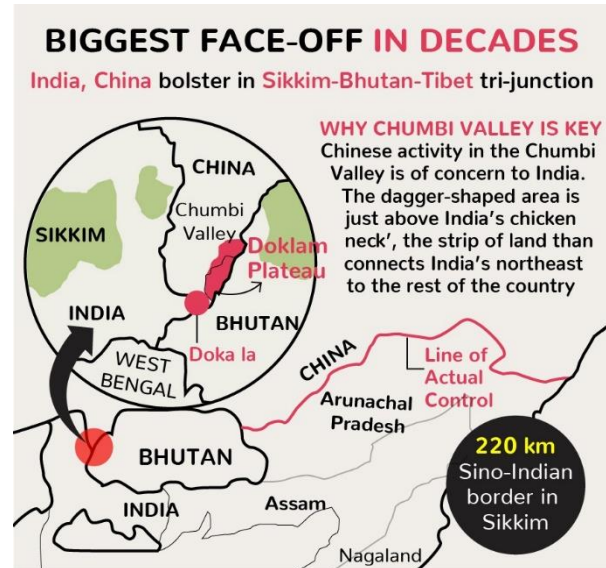 BIGGEST FACE-OFF IN DECADES
India, China bolster in Sikkim-Bhutan-Tibet tri-junction
WHY CHUMBI VALLEY IS KEY
Chinese activity in the Chumbi
Valley is of concern to India.
The dagger-shaped area is
just above India's chicken
neck', the strip of land than
connects India's northeast
to the rest of the country
CHINA
Chumbi
Valley
SIKKIM
Doklam
Plateau
INDIA
BHUTAN
Doka la
WEST
BENGAL
CHINA
Line of
Actual
Control
Arunachal
Pradesh
BHUTAN
INDIA
Assam
Nagaland
220 km
Sino-Indian
border in
Sikkim